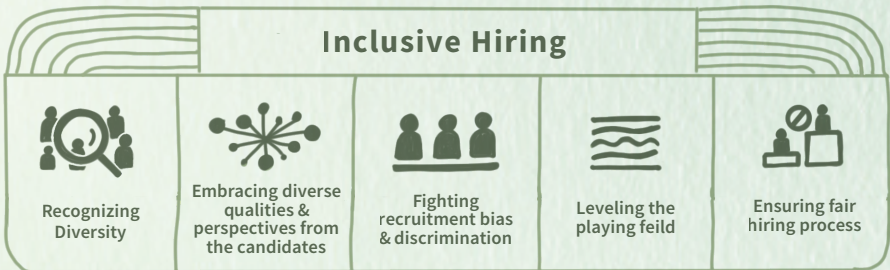 Inclusive Hiring
Recognizing
Diversity
Embracing diverse
qualities &
perspectives from
the candidates
Fighting
recruitment bias
& discrimination
Leveling the
playing feild
Ensuring fair
hiring process